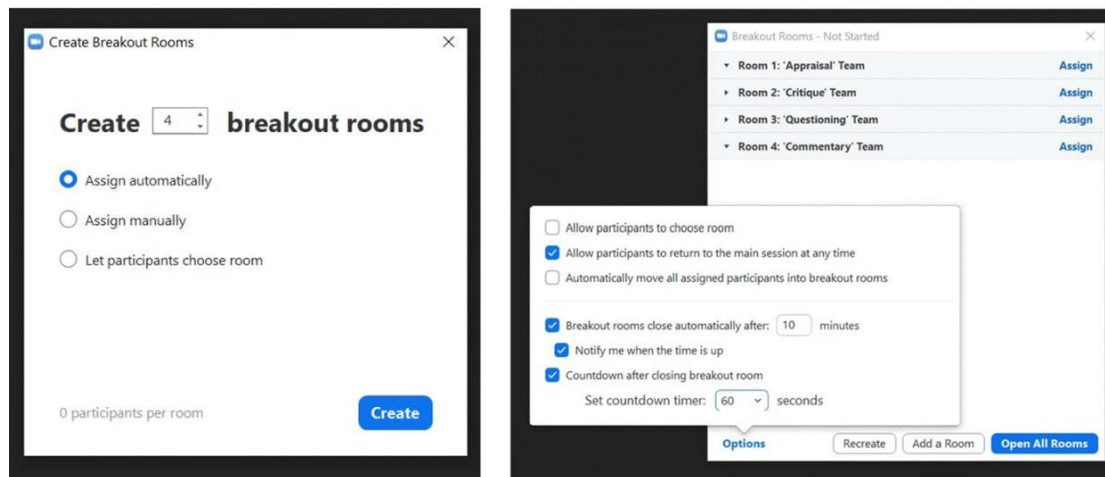 Create Breakout Rooms
Create 4 breakout rooms
Assign automatically
Assign manually
Let participants choose room
0 participants per room
Create
Breakout Rooms - Not Started
Room 1: 'Appraisal' Team Assign
Room 2: 'Critique' Team Assign
Room 3: 'Questioning' Team Assign
Room 4: 'Commentary' Team Assign
Allow participants to choose room
Allow participants to return to the main session at any time
Automatically move all assigned participants into breakout rooms
Breakout rooms close automatically after: 10 minutes
Notify me when the time is up
Countdown after closing breakout room
Set countdown timer: 60 seconds
Options Recreate Add a Room Open All Rooms